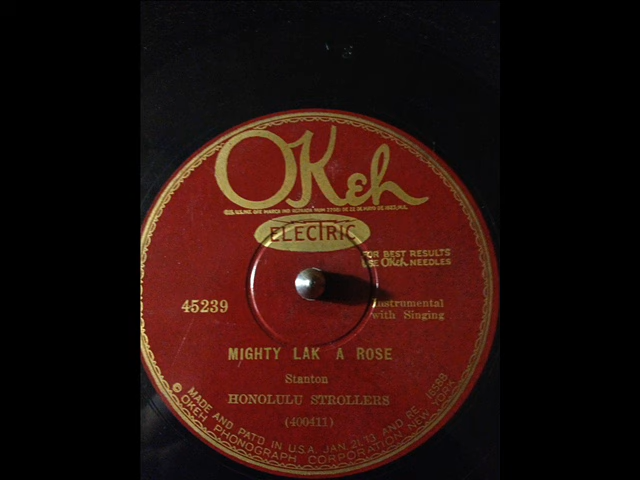 OKeh
ELECTRIC
FOR BEST RESULTS
USE OKeh NEEDLES
45239
Instrumental
with Singing
MIGHTY LAK A ROSE
Stanton
HONOLULU STROLLERS
(400411)
MADE AND PAT'D IN U.S.A. JAN. 21, 13 AND RE. 16588
© OKEH PHONOGRAPH CORPORATION NEW YORK